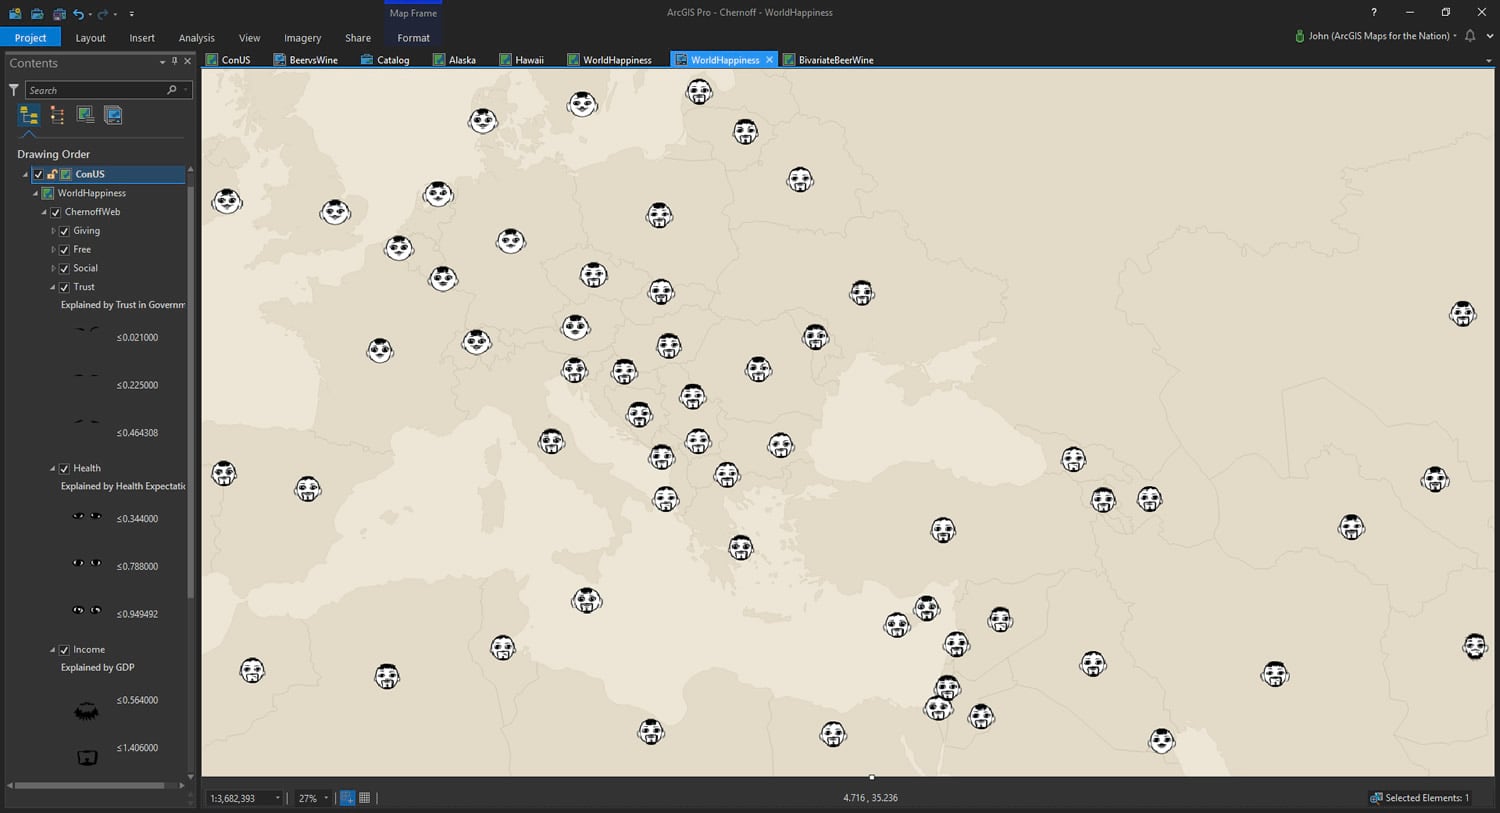 Map Frame
ArcGIS Pro - Chernoff - WorldHappiness
?
Project
Layout
Insert
Analysis
View
Imagery
Share
Format
John (ArcGIS Maps for the Nation)
Contents
ConUS
BeervsWine
Catalog
Alaska
Hawaii
WorldHappiness
WorldHappiness
BivariateBeerWine
Search
Drawing Order
ConUS
WorldHappiness
ChernoffWeb
Giving
Free
Social
Trust
Explained by Trust in Governm
≤0.021000
≤0.225000
≤0.464308
Health
Explained by Health Expectatio
≤0.344000
≤0.788000
≤0.949492
Income
Explained by GDP
≤0.564000
≤1.406000
1:3,682,393
27%
4.716 , 35.236
Selected Elements: 1